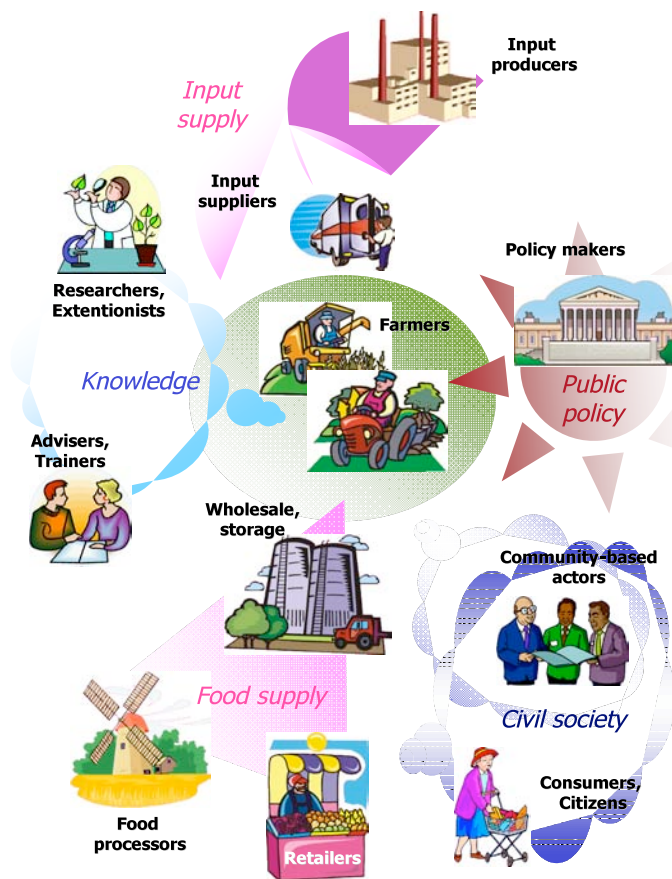 Input
producers
Input
supply
Input
suppliers
Researchers,
Extentionists
Policy makers
Farmers
Knowledge
Public
policy
Advisers,
Trainers
Wholesale,
storage
Community-based
actors
Food supply
Civil society
Consumers,
Citizens
Food
processors
Retailers